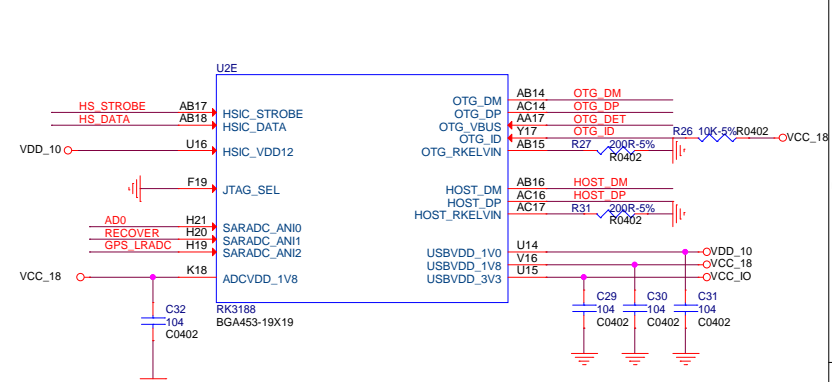 U2E
HS_STROBE AB17 HSIC_STROBE
HS_DATA AB18 HSIC_DATA
VDD_10 U16 HSIC_VDD12
F19 JTAG_SEL
AD0 H21 SARADC_ANI0
RECOVER H20 SARADC_ANI1
GPS_LRADC H19 SARADC_ANI2
VCC_18 K18 ADCVDD_1V8
C32
104
C0402
RK3188
BGA453-19X19
OTG_DM AB14 OTG_DM
OTG_DP AC14 OTG_DP
OTG_VBUS AA17 OTG_DET
OTG_ID Y17 OTG_ID R26 10K-5% R0402 VCC_18
OTG_RKELVIN AB15 R27 200R-5%
R0402
HOST_DM AB16 HOST_DM
HOST_DP AC16 HOST_DP
HOST_RKELVIN AC17 R31 200R-5%
R0402
USBVDD_1V0 U14 VDD_10
USBVDD_1V8 V16 VCC_18
USBVDD_3V3 U15 VCC_IO
C29 C30 C31
104 104 104
C0402 C0402 C0402